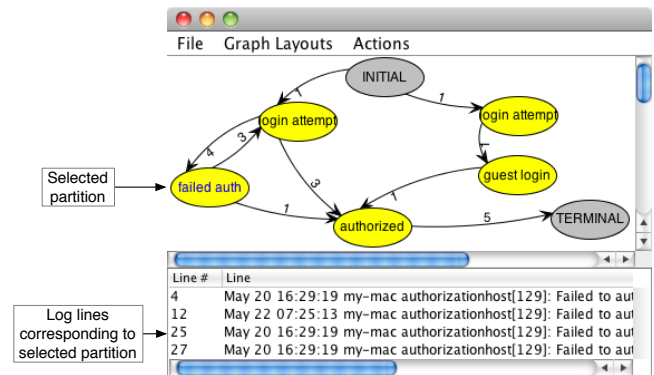 File Graph Layouts Actions
INITIAL
1
1
ogin attempt
ogin attempt
4
3
1
3
guest login
Selected
partition
failed auth
1
1
authorized
5
TERMINAL
Line # Line
4 May 20 16:29:19 my-mac authorizationhost[129]: Failed to aut
12 May 22 07:25:13 my-mac authorizationhost[129]: Failed to aut
25 May 20 16:29:19 my-mac authorizationhost[129]: Failed to aut
27 May 20 16:29:19 my-mac authorizationhost[129]: Failed to aut
Log lines
corresponding to
selected partition